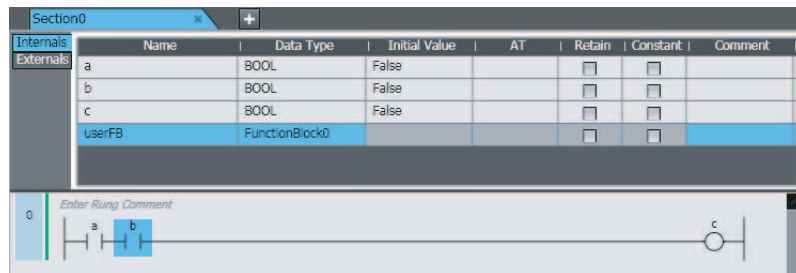 Section0 × +
Internals
Externals
Name Data Type Initial Value AT Retain Constant Comment
a BOOL False
b BOOL False
c BOOL False
userFB FunctionBlock0
0 Enter Rung Comment
a b c